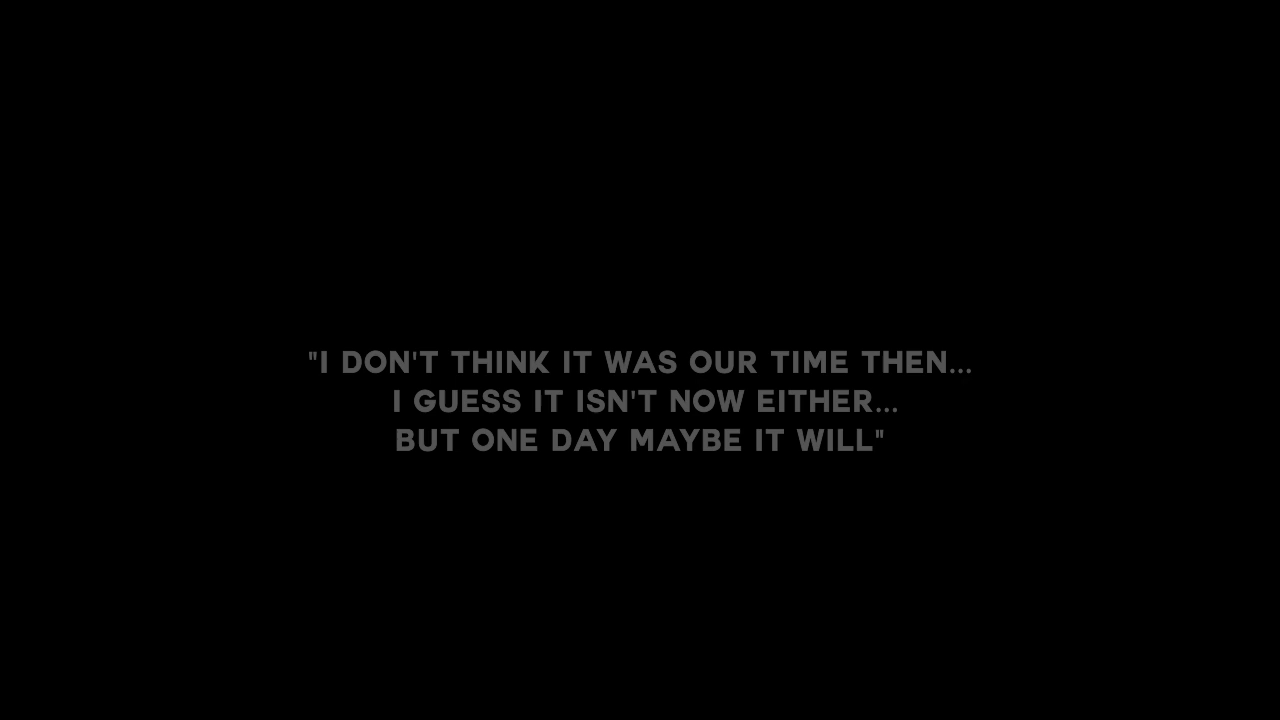 "I DON'T THINK IT WAS OUR TIME THEN...
I GUESS IT ISN'T NOW EITHER...
BUT ONE DAY MAYBE IT WILL"